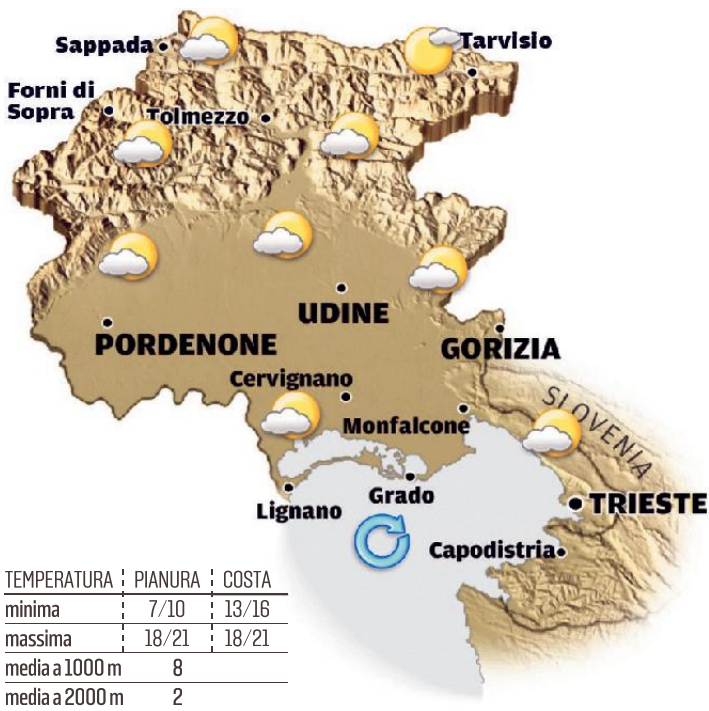 Sappada
Tarvisio
Forni di
Sopra
Tolmezzo
UDINE
PORDENONE
GORIZIA
Cervignano
SLOVENIA
Monfalcone
Lignano
Grado
TRIESTE
Capodistria
TEMPERATURA PIANURA COSTA
minima 7/10 13/16
massima 18/21 18/21
media a 1000 m 8
media a 2000 m 2